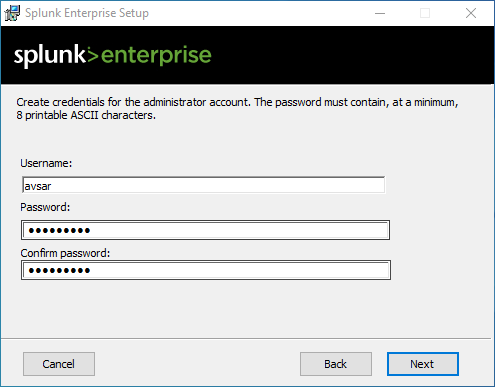 Splunk Enterprise Setup
splunk>enterprise
Create credentials for the administrator account. The password must contain, at a minimum,
8 printable ASCII characters.
Username:
avsar
Password:
●●●●●●●●●
Confirm password:
●●●●●●●●●
Cancel
Back
Next